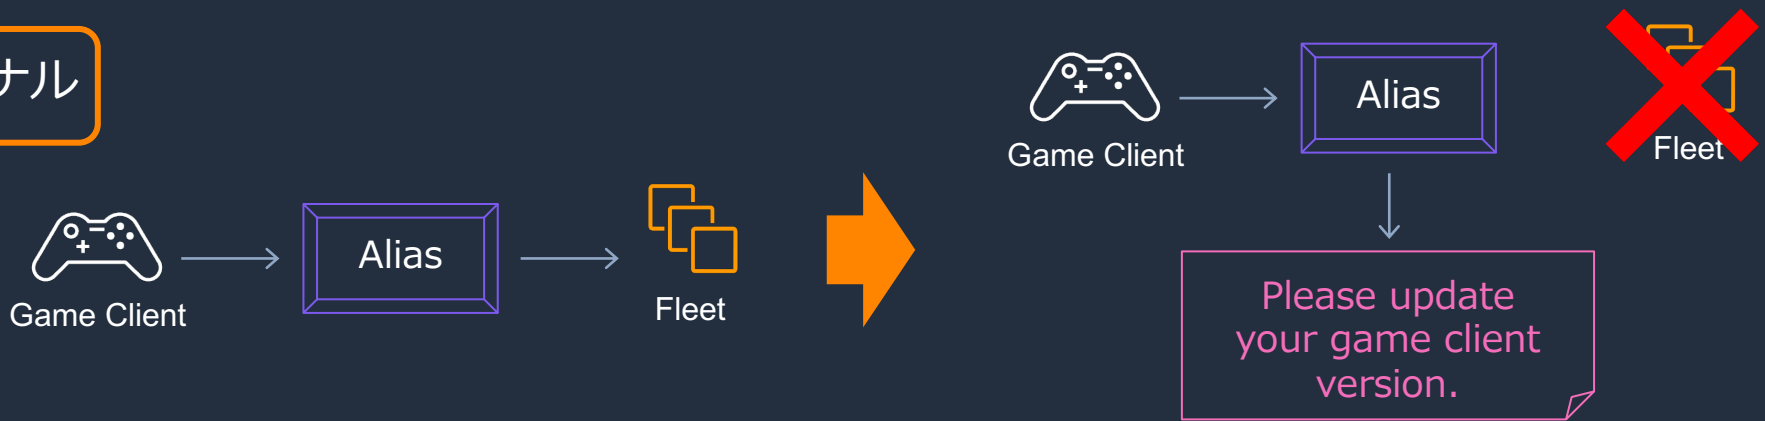 ナル
Game Client
Alias
Fleet
Game Client
Alias
Fleet
Please update
your game client
version.